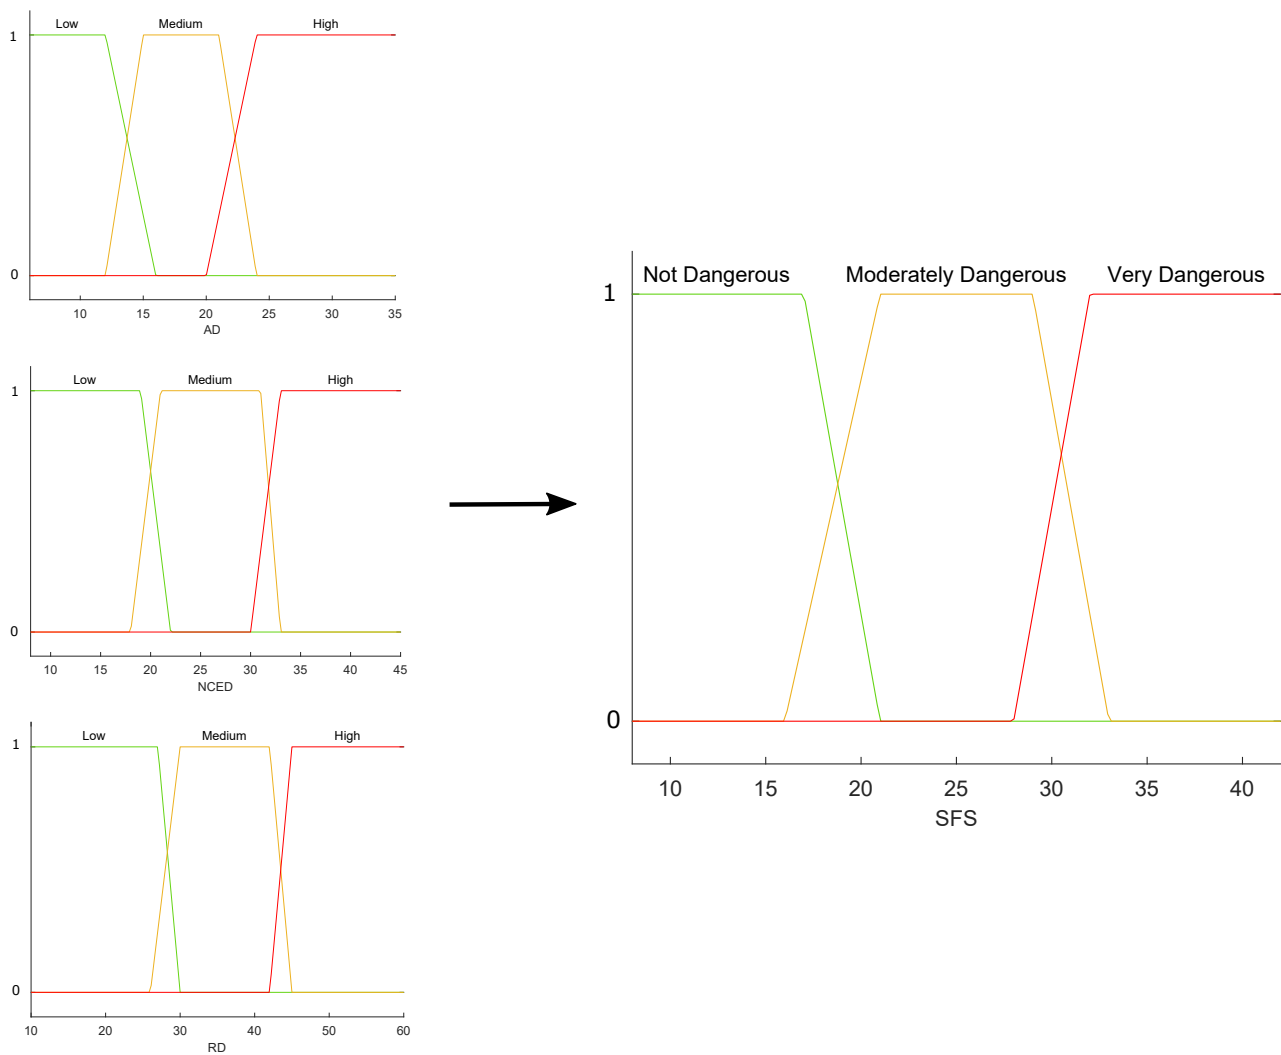 Low Medium High
1
0
10 15 20 25 30 35
AD
Low Medium High
1
0
10 15 20 25 30 35 40 45
NCED
Low Medium High
1
0
10 20 30 40 50 60
RD
Not Dangerous Moderately Dangerous Very Dangerous
1
0
10 15 20 25 30 35 40
SFS